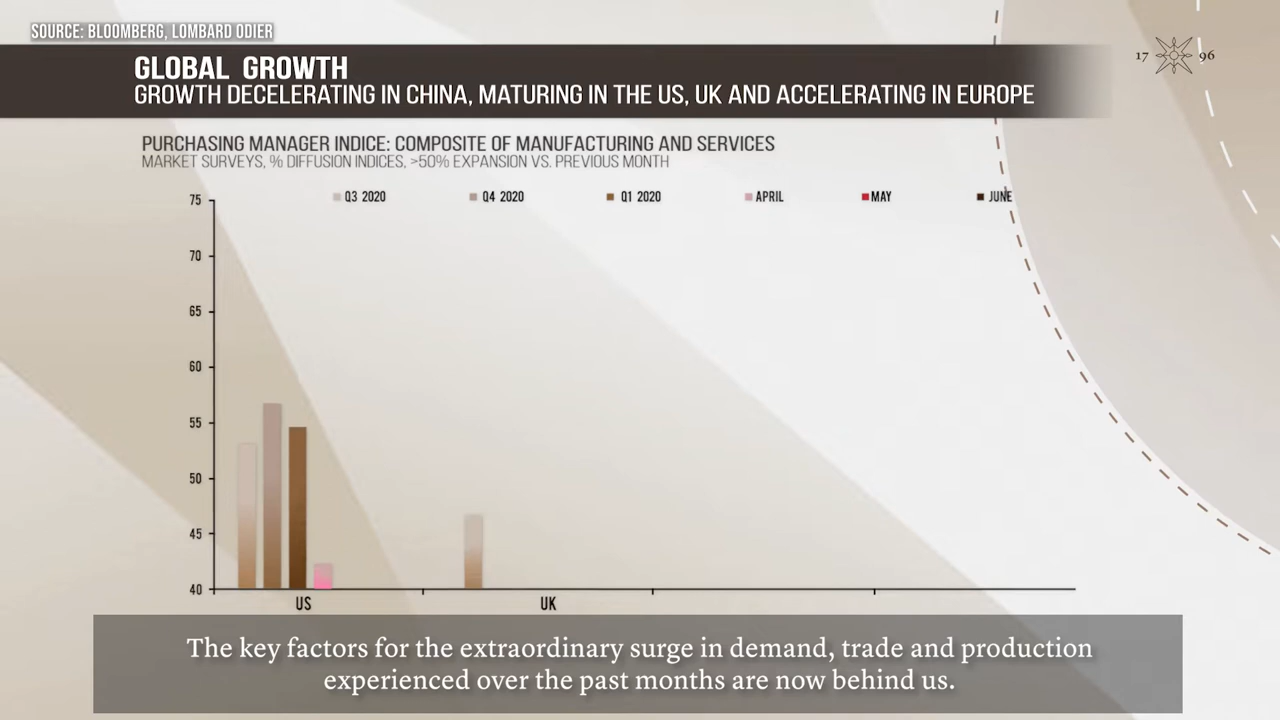 SOURCE: BLOOMBERG, LOMBARD ODIER
17 96
GLOBAL GROWTH
GROWTH DECELERATING IN CHINA, MATURING IN THE US, UK AND ACCELERATING IN EUROPE
PURCHASING MANAGER INDICE: COMPOSITE OF MANUFACTURING AND SERVICES
MARKET SURVEYS, % DIFFUSION INDICES, >50% EXPANSION VS. PREVIOUS MONTH
Q3 2020 Q4 2020 Q1 2020 APRIL MAY JUNE
75
70
65
60
55
50
45
40
US UK
The key factors for the extraordinary surge in demand, trade and production
experienced over the past months are now behind us.